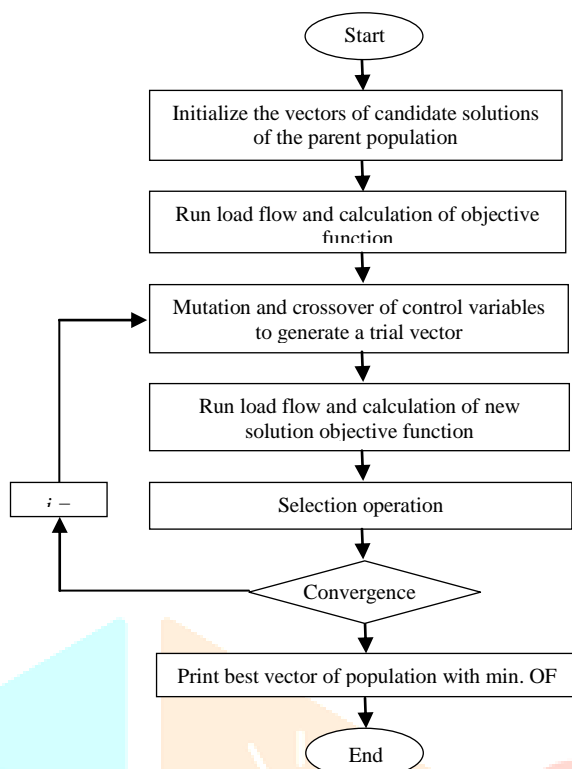 Start
Initialize the vectors of candidate solutions
of the parent population
Run load flow and calculation of objective
function
Mutation and crossover of control variables
to generate a trial vector
Run load flow and calculation of new
solution objective function
Selection operation
Convergence
Print best vector of population with min. OF
End